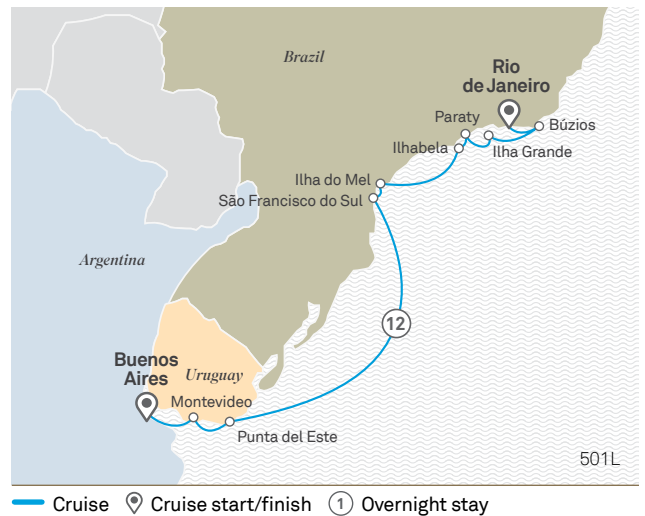 Brazil
Rio
de Janeiro
Paraty
Búzios
Ilhabela
Ilha Grande
Ilha do Mel
São Francisco do Sul
Argentina
12
Buenos
Aires
Uruguay
Montevideo
Punta del Este
501L
Cruise
Cruise start/finish
1
Overnight stay